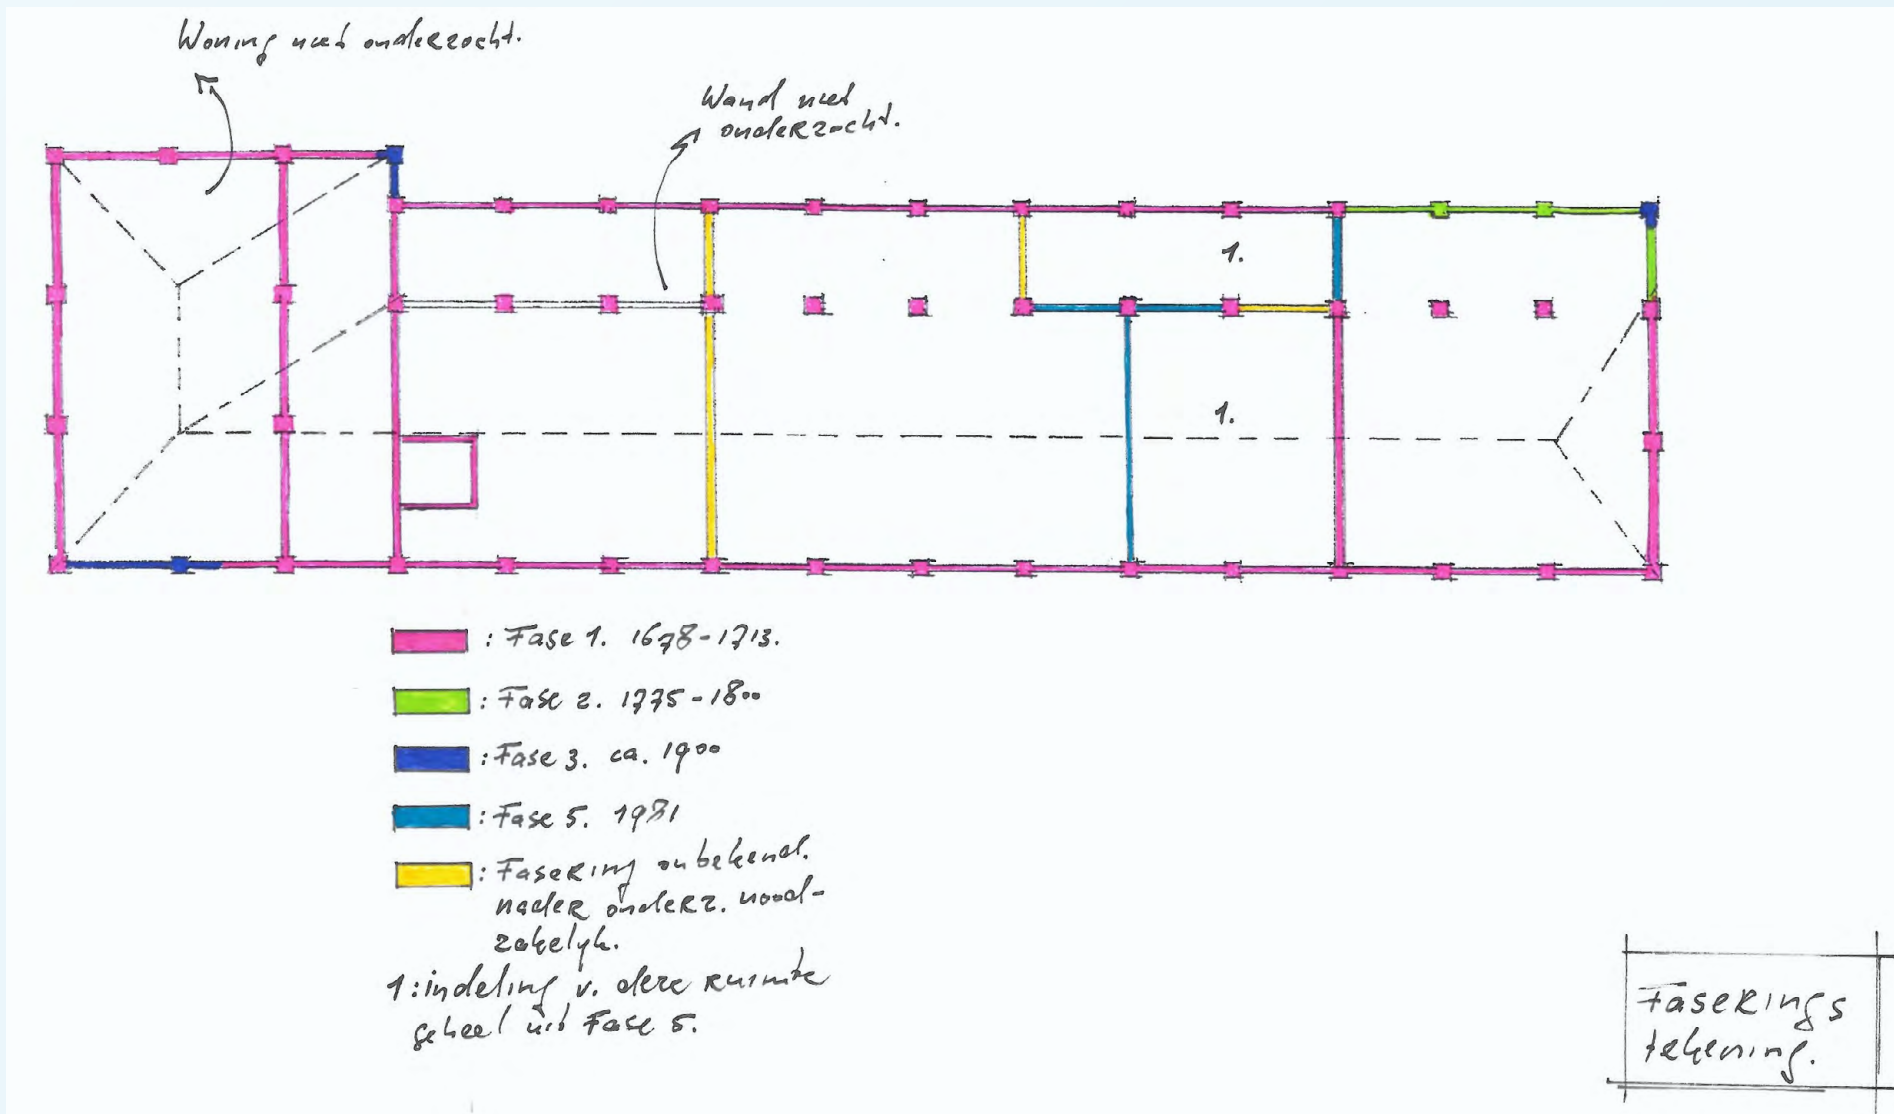 Woning niet onderzocht.
Wand niet
onderzocht.
1.
1.
: Fase 1. 1678-1713.
: Fase 2. 1775-1800
: Fase 3. ca. 1900
: Fase 5. 1981
: Fasering onbekend.
nader onderz. nood-
zakelyk.
1: indeling v. deze ruimte
geheel uit Fase 5.
Faserings
tekening.